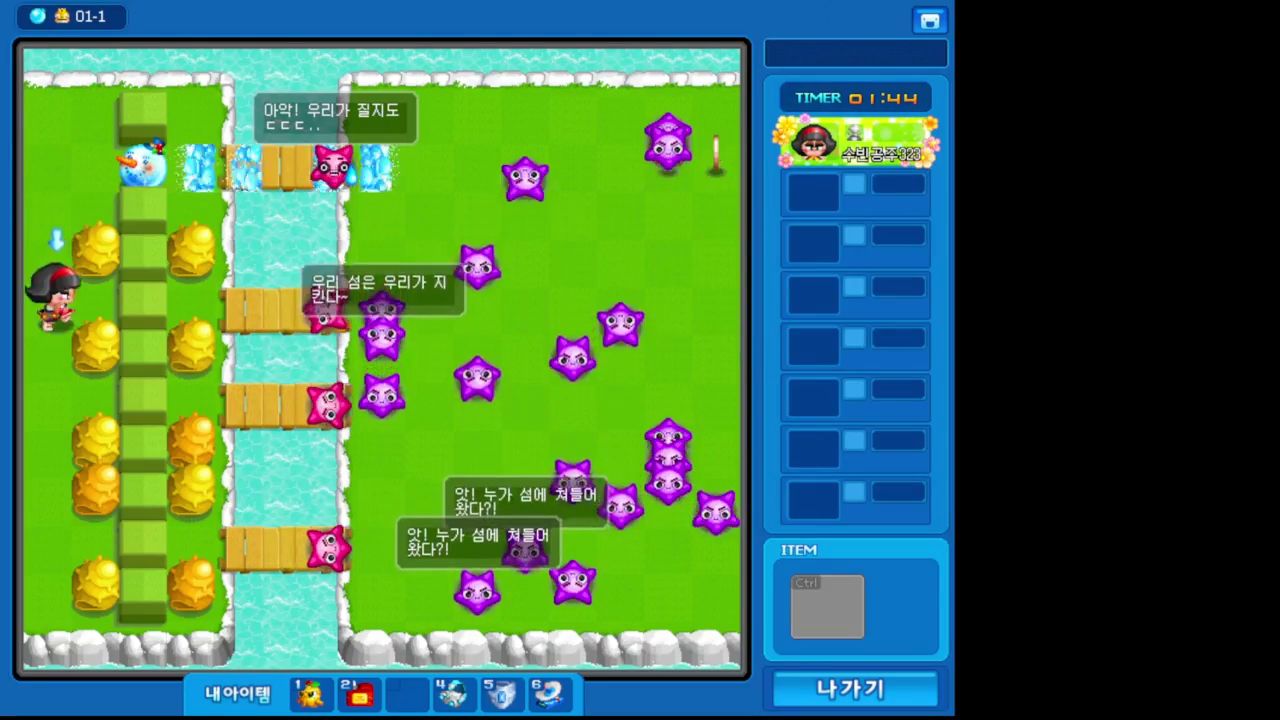 01-1
아악! 우리가 질지도
ㄷㄷㄷ..
우리 섬은 우리가 지
킨다~
앗! 누가 섬에 쳐들어
왔다?!
앗! 누가 섬에 쳐들어
왔다?!
TIMER 01:44
수빈공주323
ITEM
Ctrl
내아이템
1
2
4
5
6
나가기